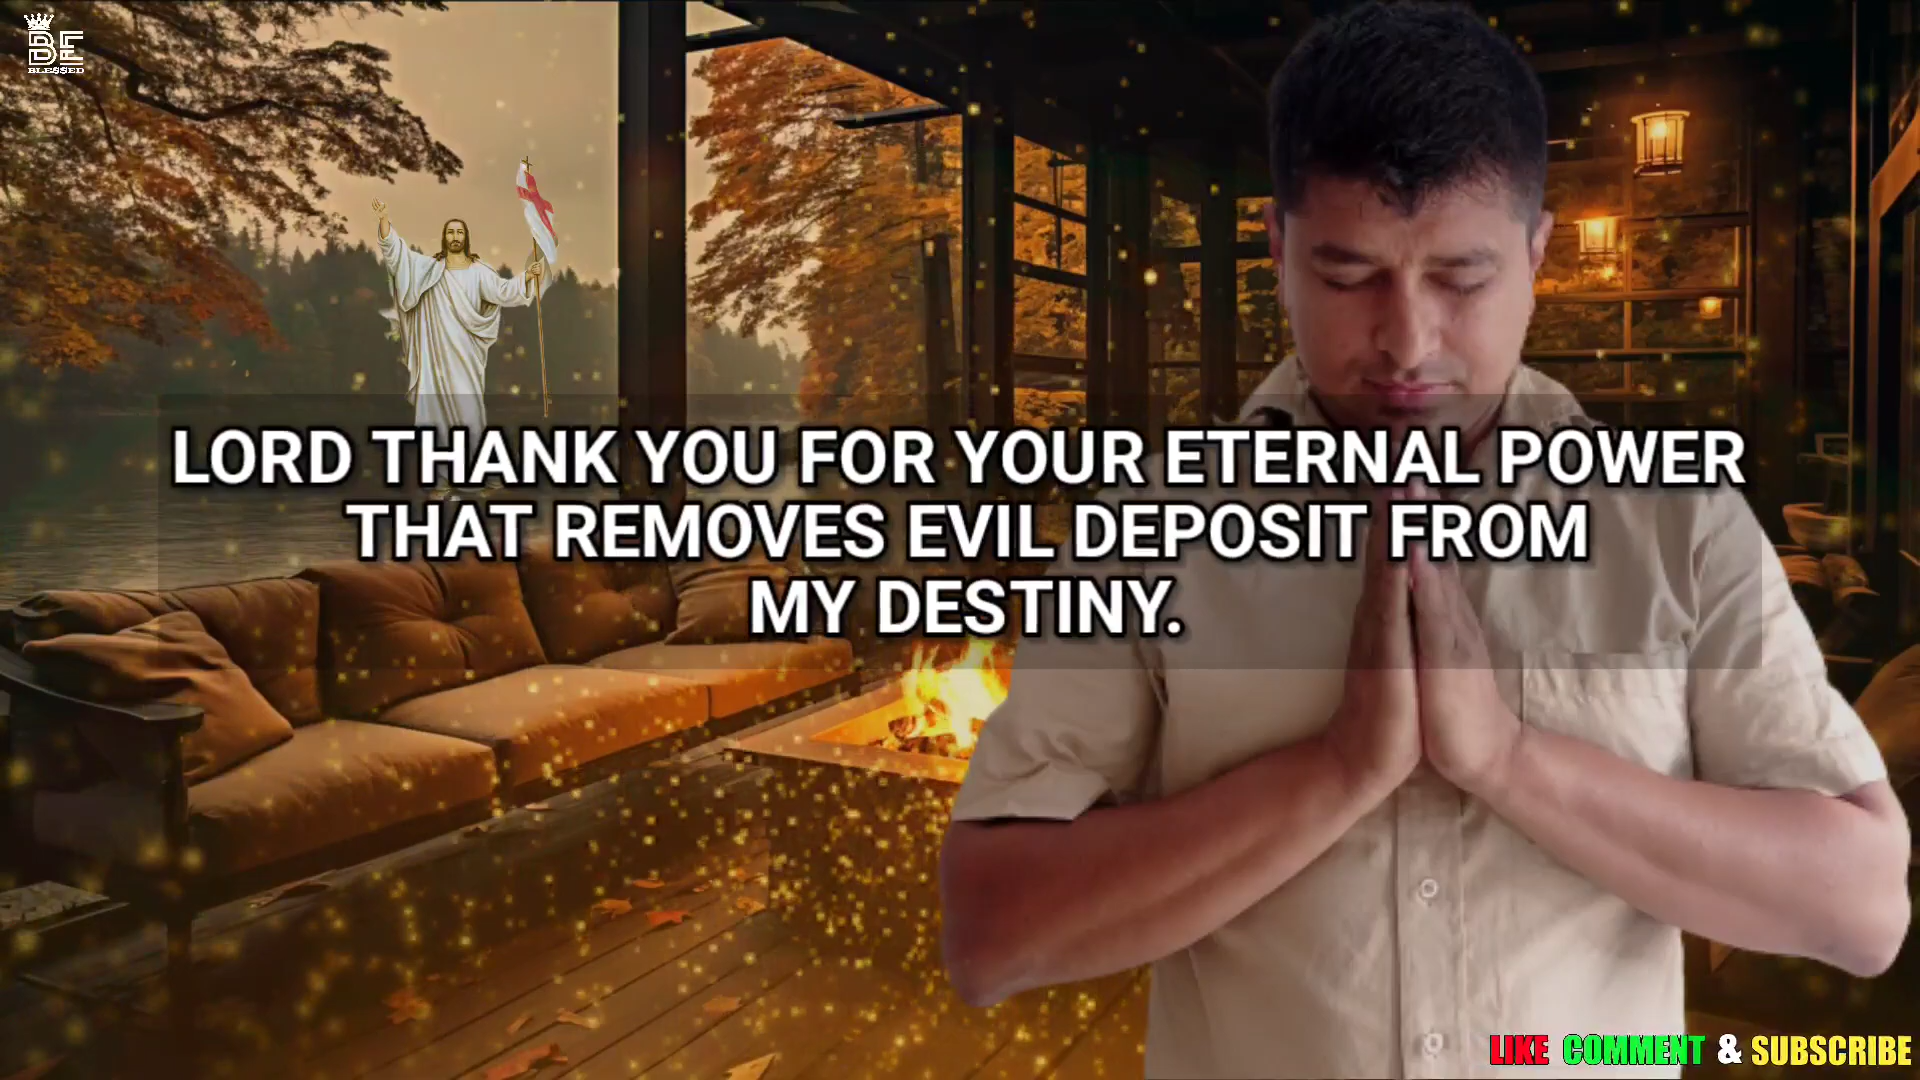 BE
BLESSED
LORD THANK YOU FOR YOUR ETERNAL POWER
THAT REMOVES EVIL DEPOSIT FROM
MY DESTINY.
LIKE COMMENT & SUBSCRIBE